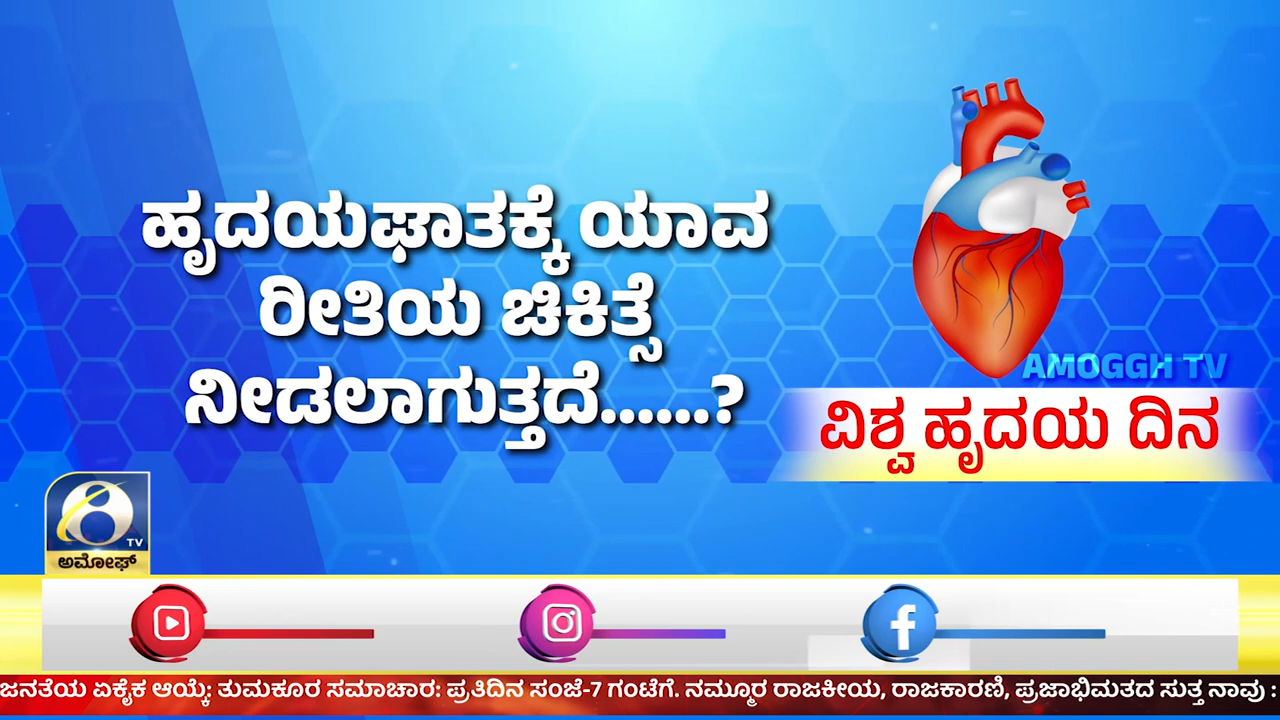 ಹೃದಯಘಾತಕ್ಕೆ ಯಾವ
ರೀತಿಯ ಚಿಕಿತ್ಸೆ
ನೀಡಲಾಗುತ್ತದೆ......?
AMOGGH TV
ವಿಶ್ವ ಹೃದಯ ದಿನ
TV
ಅಮೋಘ್
ಜನತೆಯ ಏಕೈಕ ಆಯ್ಕೆ: ತುಮಕೂರ ಸಮಾಚಾರ: ಪ್ರತಿದಿನ ಸಂಜೆ-7 ಗಂಟೆಗೆ. ನಮ್ಮೂರ ರಾಜಕೀಯ, ರಾಜಕಾರಣಿ, ಪ್ರಜಾಭಿಮತದ ಸುತ್ತ ನಾವು :